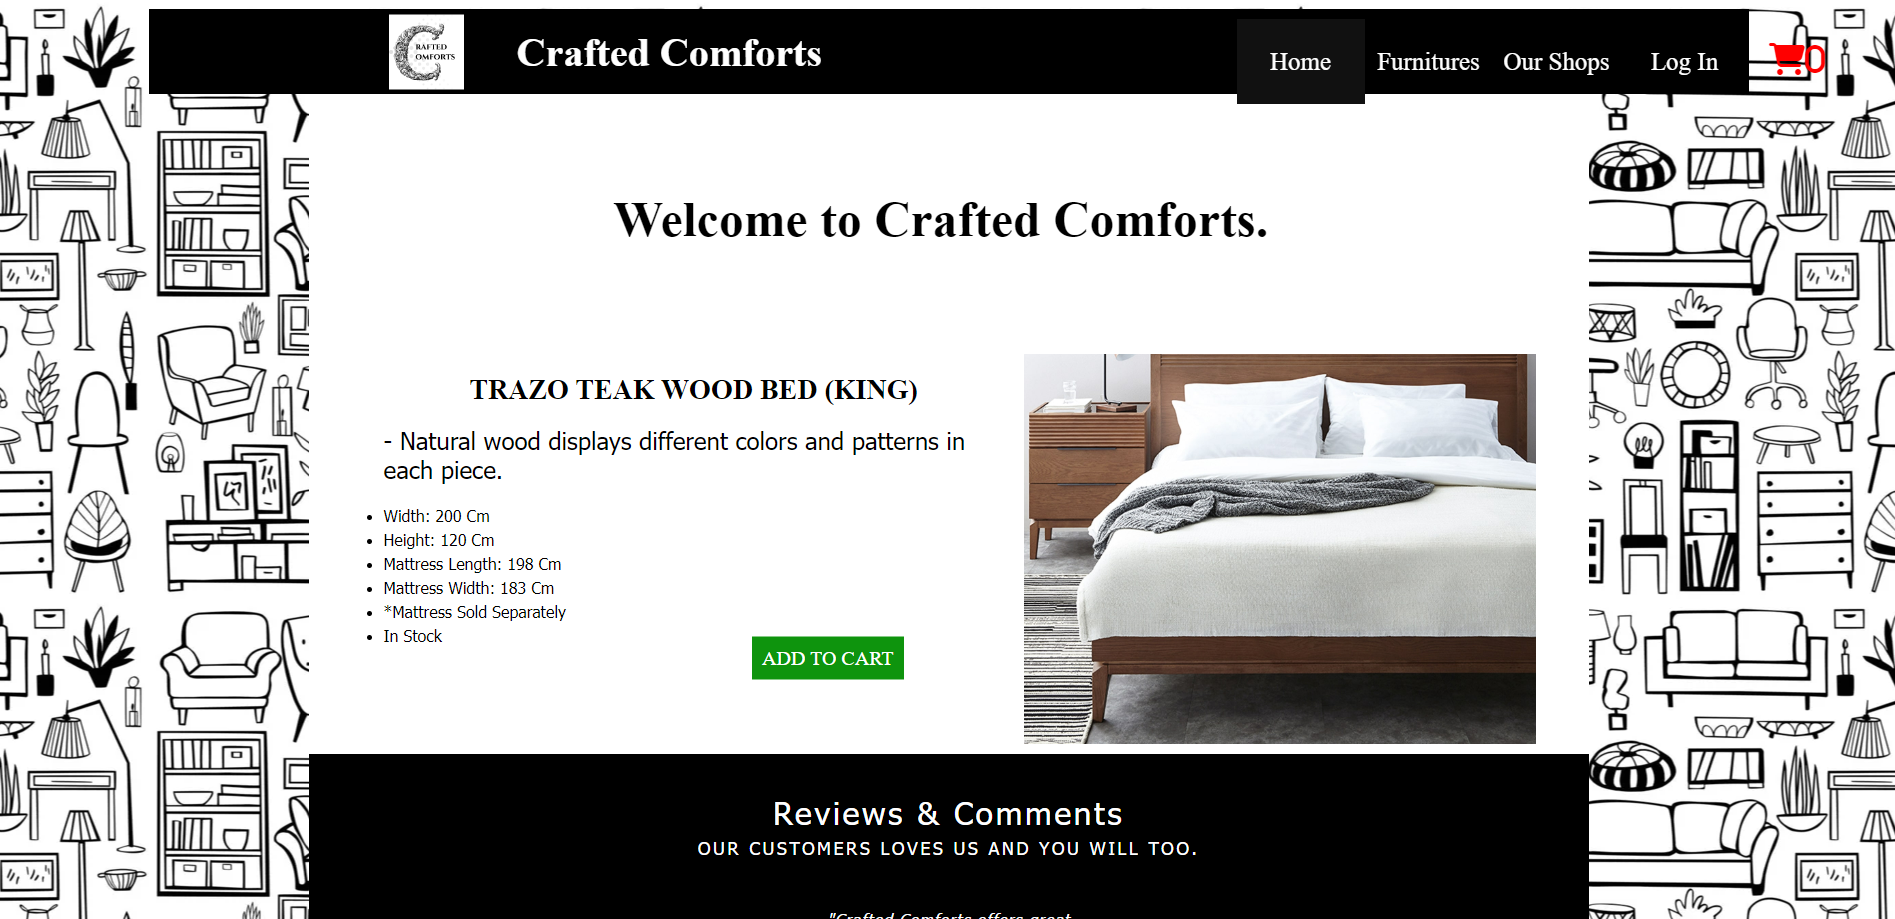 RAFTED
OMFORTS
Crafted Comforts
Home
Furnitures
Our Shops
Log In
0
Welcome to Crafted Comforts.
TRAZO TEAK WOOD BED (KING)
- Natural wood displays different colors and patterns in
each piece.
• Width: 200 Cm
• Height: 120 Cm
• Mattress Length: 198 Cm
• Mattress Width: 183 Cm
• *Mattress Sold Separately
• In Stock
ADD TO CART
Reviews & Comments
OUR CUSTOMERS LOVES US AND YOU WILL TOO.
"Crafted Comforts offers great